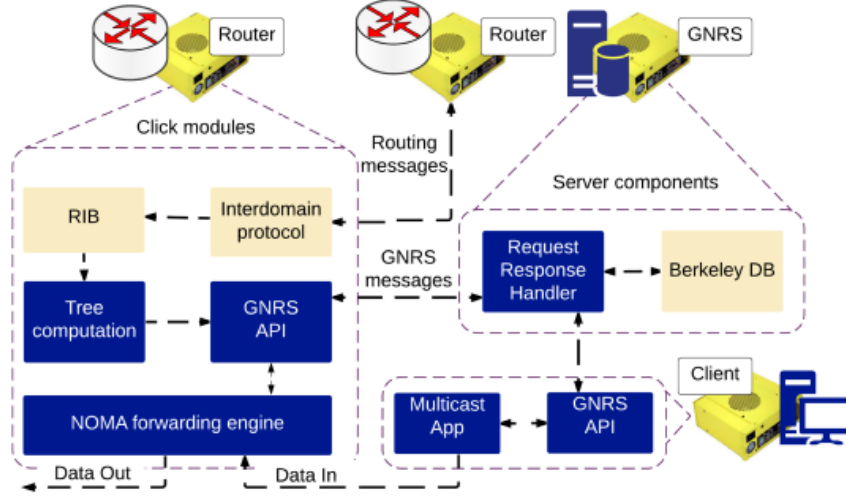 Router
Router
GNRS
Click modules
Routing
messages
Server components
RIB
Interdomain
protocol
GNRS
messages
Request
Response
Handler
Berkeley DB
Tree
computation
GNRS
API
Client
NOMA forwarding engine
Multicast
App
GNRS
API
Data Out
Data In